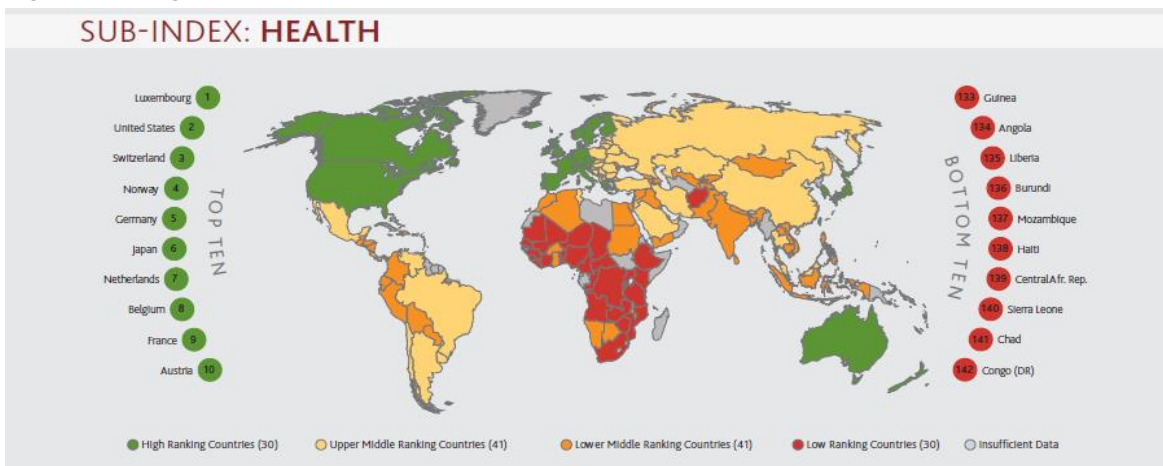 SUB-INDEX: HEALTH
Luxembourg 1
United States 2
Switzerland 3
Norway 4
Germany 5
Japan 6
Netherlands 7
Belgium 8
France 9
Austria 10
TOP TEN
133 Guinea
134 Angola
135 Liberia
136 Burundi
137 Mozambique
138 Haiti
139 CentralAfr. Rep.
140 Sierra Leone
141 Chad
142 Congo (DR)
BOTTOM TEN
High Ranking Countries (30)
Upper Middle Ranking Countries (41)
Lower Middle Ranking Countries (41)
Low Ranking Countries (30)
Insufficient Data